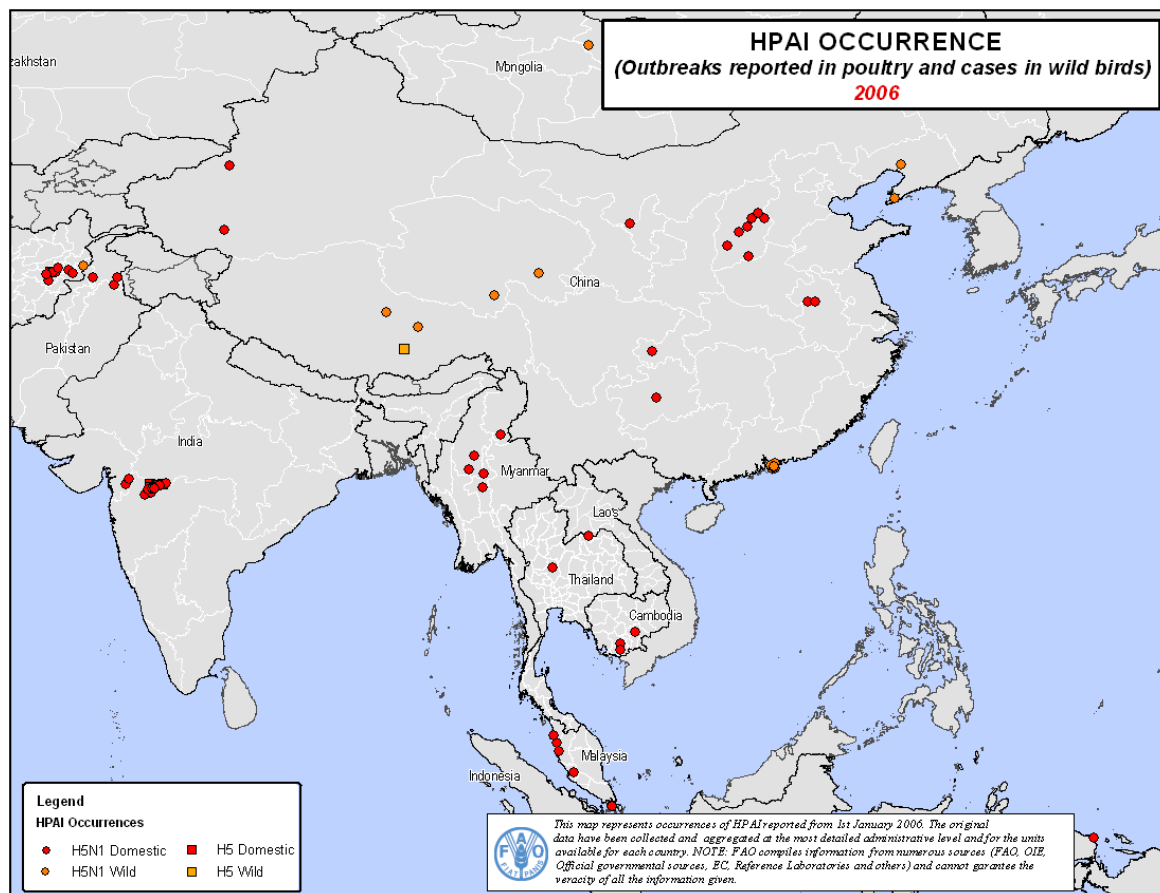 HPAI OCCURRENCE
(Outbreaks reported in poultry and cases in wild birds)
2006
zakhstan
Mongolia
China
Pakistan
India
Myanmar
Lao's
Thailand
Cambodia
Malaysia
Indonesia
Legend
HPAI Occurrences
H5N1 Domestic
H5 Domestic
H5N1 Wild
H5 Wild
FAO
FIAT PANIS
This map represents occurrences of HPAI reported from 1st January 2006. The original
data have been collected and aggregated at the most detailed administrative level and for the units
available for each country. NOTE: FAO compiles information from numerous sources (FAO, OIE,
Official governmental sources, EC, Reference Laboratories and others) and cannot garantee the
veracity of all the information given.